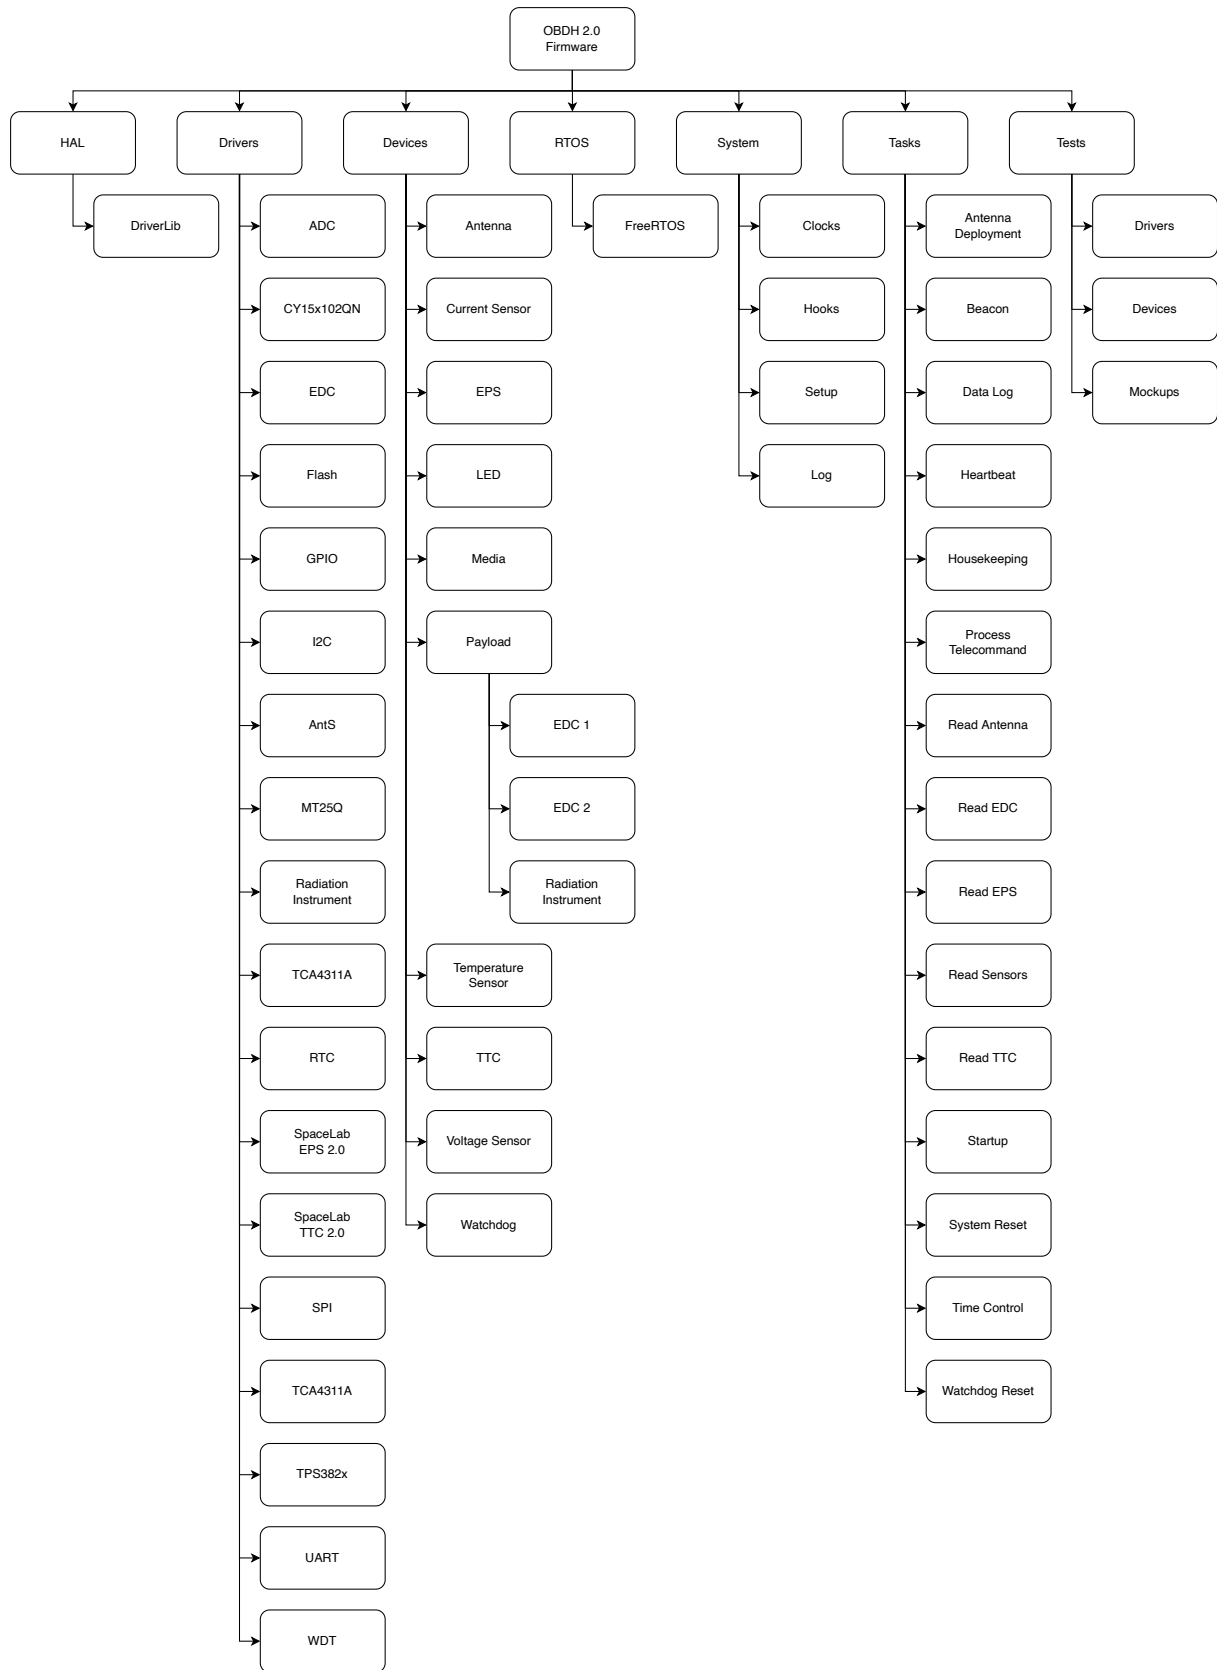 OBDH 2.0
Firmware
HAL
Drivers
Devices
RTOS
System
Tasks
Tests
DriverLib
ADC
CY15x102QN
EDC
Flash
GPIO
I2C
AntS
MT25Q
Radiation
Instrument
TCA4311A
RTC
SpaceLab
EPS 2.0
SpaceLab
TTC 2.0
SPI
TCA4311A
TPS382x
UART
WDT
Antenna
Current Sensor
EPS
LED
Media
Payload
EDC 1
EDC 2
Radiation
Instrument
Temperature
Sensor
TTC
Voltage Sensor
Watchdog
FreeRTOS
Clocks
Hooks
Setup
Log
Antenna
Deployment
Beacon
Data Log
Heartbeat
Housekeeping
Process
Telecommand
Read Antenna
Read EDC
Read EPS
Read Sensors
Read TTC
Startup
System Reset
Time Control
Watchdog Reset
Drivers
Devices
Mockups